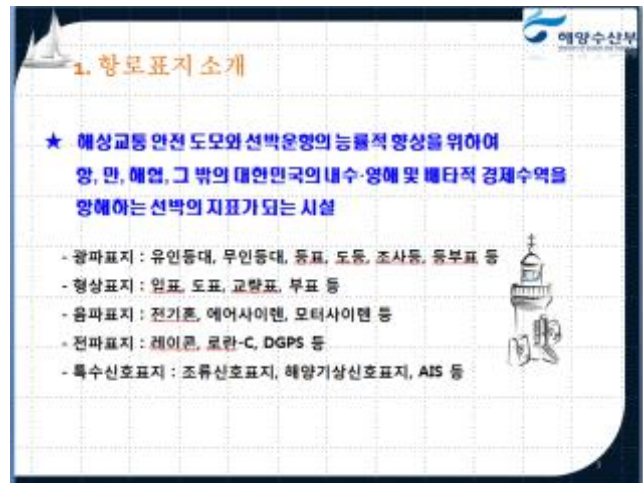 해양수산부
1. 항로표지 소개
★ 해상교통 안전 도모와 선박운항의 능률적 향상을 위하여
항, 만, 해협, 그 밖의 대한민국의 내수·영해 및 배타적 경제수역을
항해하는 선박의 지표가 되는 시설
- 광파표지 : 유인등대, 무인등대, 등표, 도등, 조사등, 등부표 등
- 형상표지 : 입표, 도표, 교량표, 부표 등
- 음파표지 : 전기혼, 에어사이렌, 모터사이렌 등
- 전파표지 : 레이콘, 로란-C, DGPS 등
- 특수신호표지 : 조류신호표지, 해양기상신호표지, AIS 등